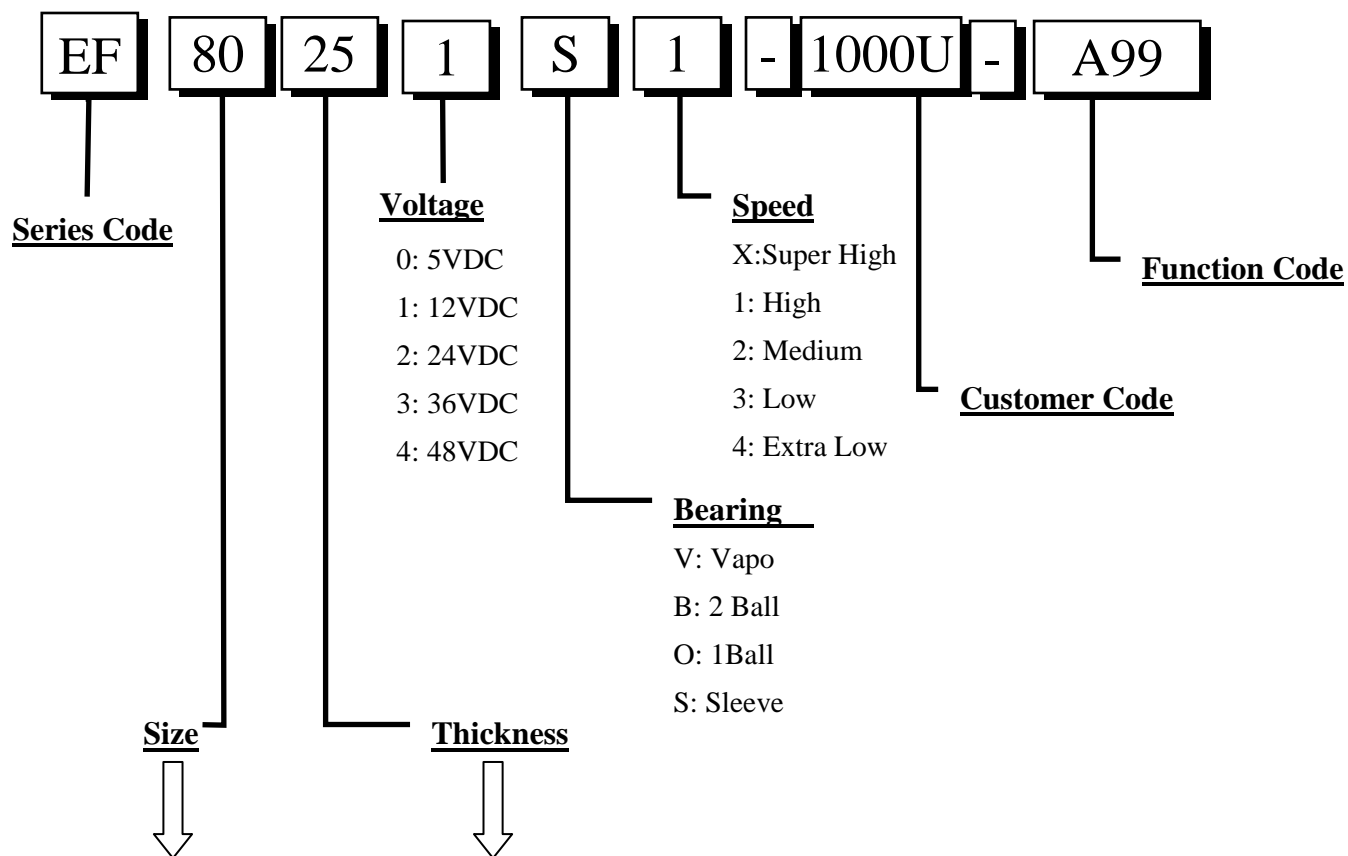 EF 80 25 1 S 1 - 1000U - A99
Series Code
Voltage
0: 5VDC
1: 12VDC
2: 24VDC
3: 36VDC
4: 48VDC
Speed
X:Super High
1: High
2: Medium
3: Low
4: Extra Low
Function Code
Customer Code
Bearing
V: Vapo
B: 2 Ball
O: 1Ball
S: Sleeve
Size
Thickness